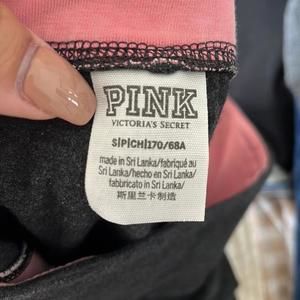 PINK
VICTORIA'S SECRET
S|P|CH|170/68A
made in Sri Lanka/fabriqué au
Sri Lanka/hecho en Sri Lanka/
fabbricato in Sri Lanka/
斯里兰卡制造